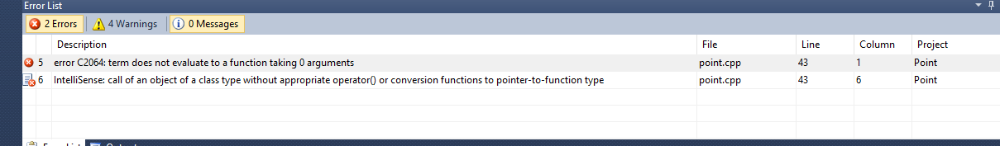 Error List
2 Errors 4 Warnings 0 Messages
Description File Line Column Project
5 error C2064: term does not evaluate to a function taking 0 arguments point.cpp 43 1 Point
6 IntelliSense: call of an object of a class type without appropriate operator() or conversion functions to pointer-to-function type point.cpp 43 6 Point